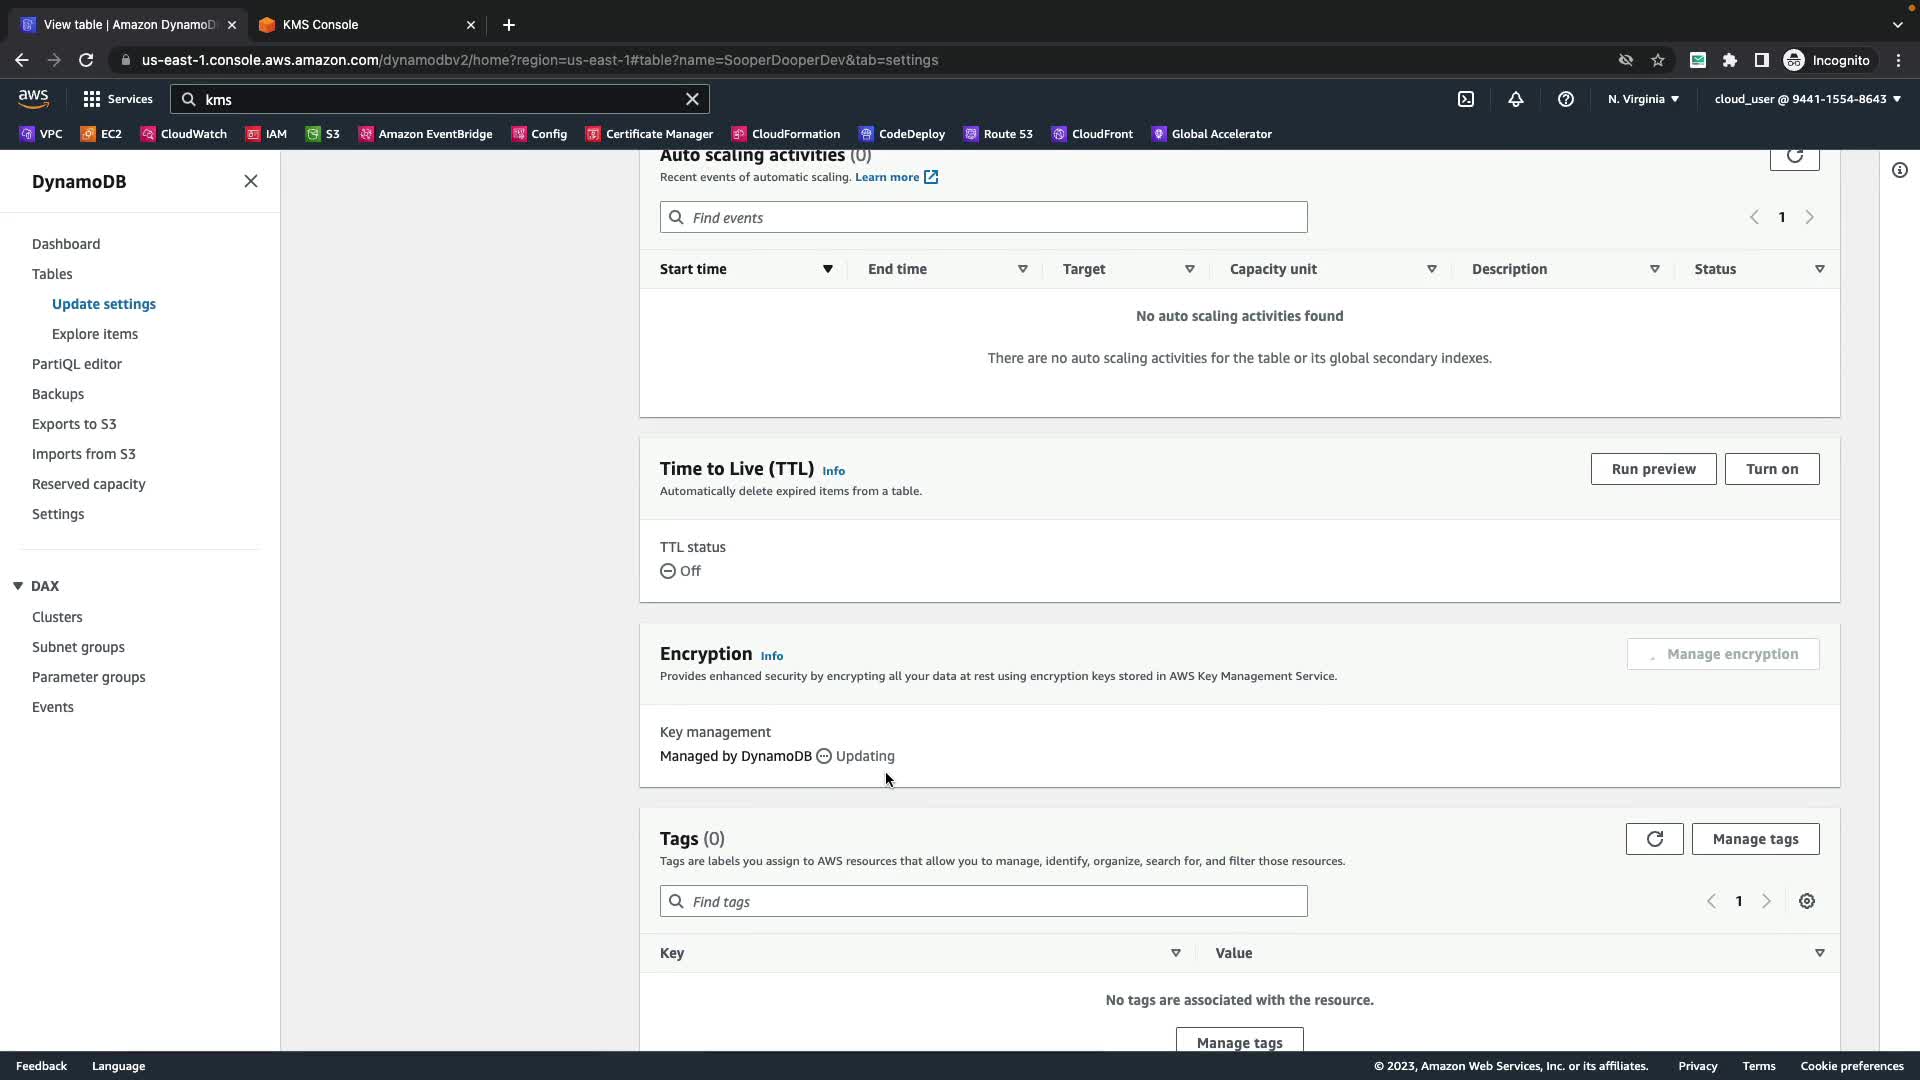 View table | Amazon DynamoD
KMS Console
us-east-1.console.aws.amazon.com/dynamodbv2/home?region=us-east-1#table?name=SooperDooperDev&tab=settings
Incognito
aws
Services
kms
N. Virginia
cloud_user @ 9441-1554-8643
VPC
EC2
CloudWatch
IAM
S3
Amazon EventBridge
Config
Certificate Manager
CloudFormation
CodeDeploy
Route 53
CloudFront
Global Accelerator
DynamoDB
Dashboard
Tables
Update settings
Explore items
PartiQL editor
Backups
Exports to S3
Imports from S3
Reserved capacity
Settings
DAX
Clusters
Subnet groups
Parameter groups
Events
Auto scaling activities (0)
Recent events of automatic scaling. Learn more
Find events
1
Start time
End time
Target
Capacity unit
Description
Status
No auto scaling activities found
There are no auto scaling activities for the table or its global secondary indexes.
Time to Live (TTL) Info
Automatically delete expired items from a table.
Run preview
Turn on
TTL status
Off
Encryption Info
Provides enhanced security by encrypting all your data at rest using encryption keys stored in AWS Key Management Service.
Manage encryption
Key management
Managed by DynamoDB Updating
Tags (0)
Tags are labels you assign to AWS resources that allow you to manage, identify, organize, search for, and filter those resources.
Manage tags
Find tags
1
Key
Value
No tags are associated with the resource.
Manage tags
Feedback
Language
© 2023, Amazon Web Services, Inc. or its affiliates.
Privacy
Terms
Cookie preferences